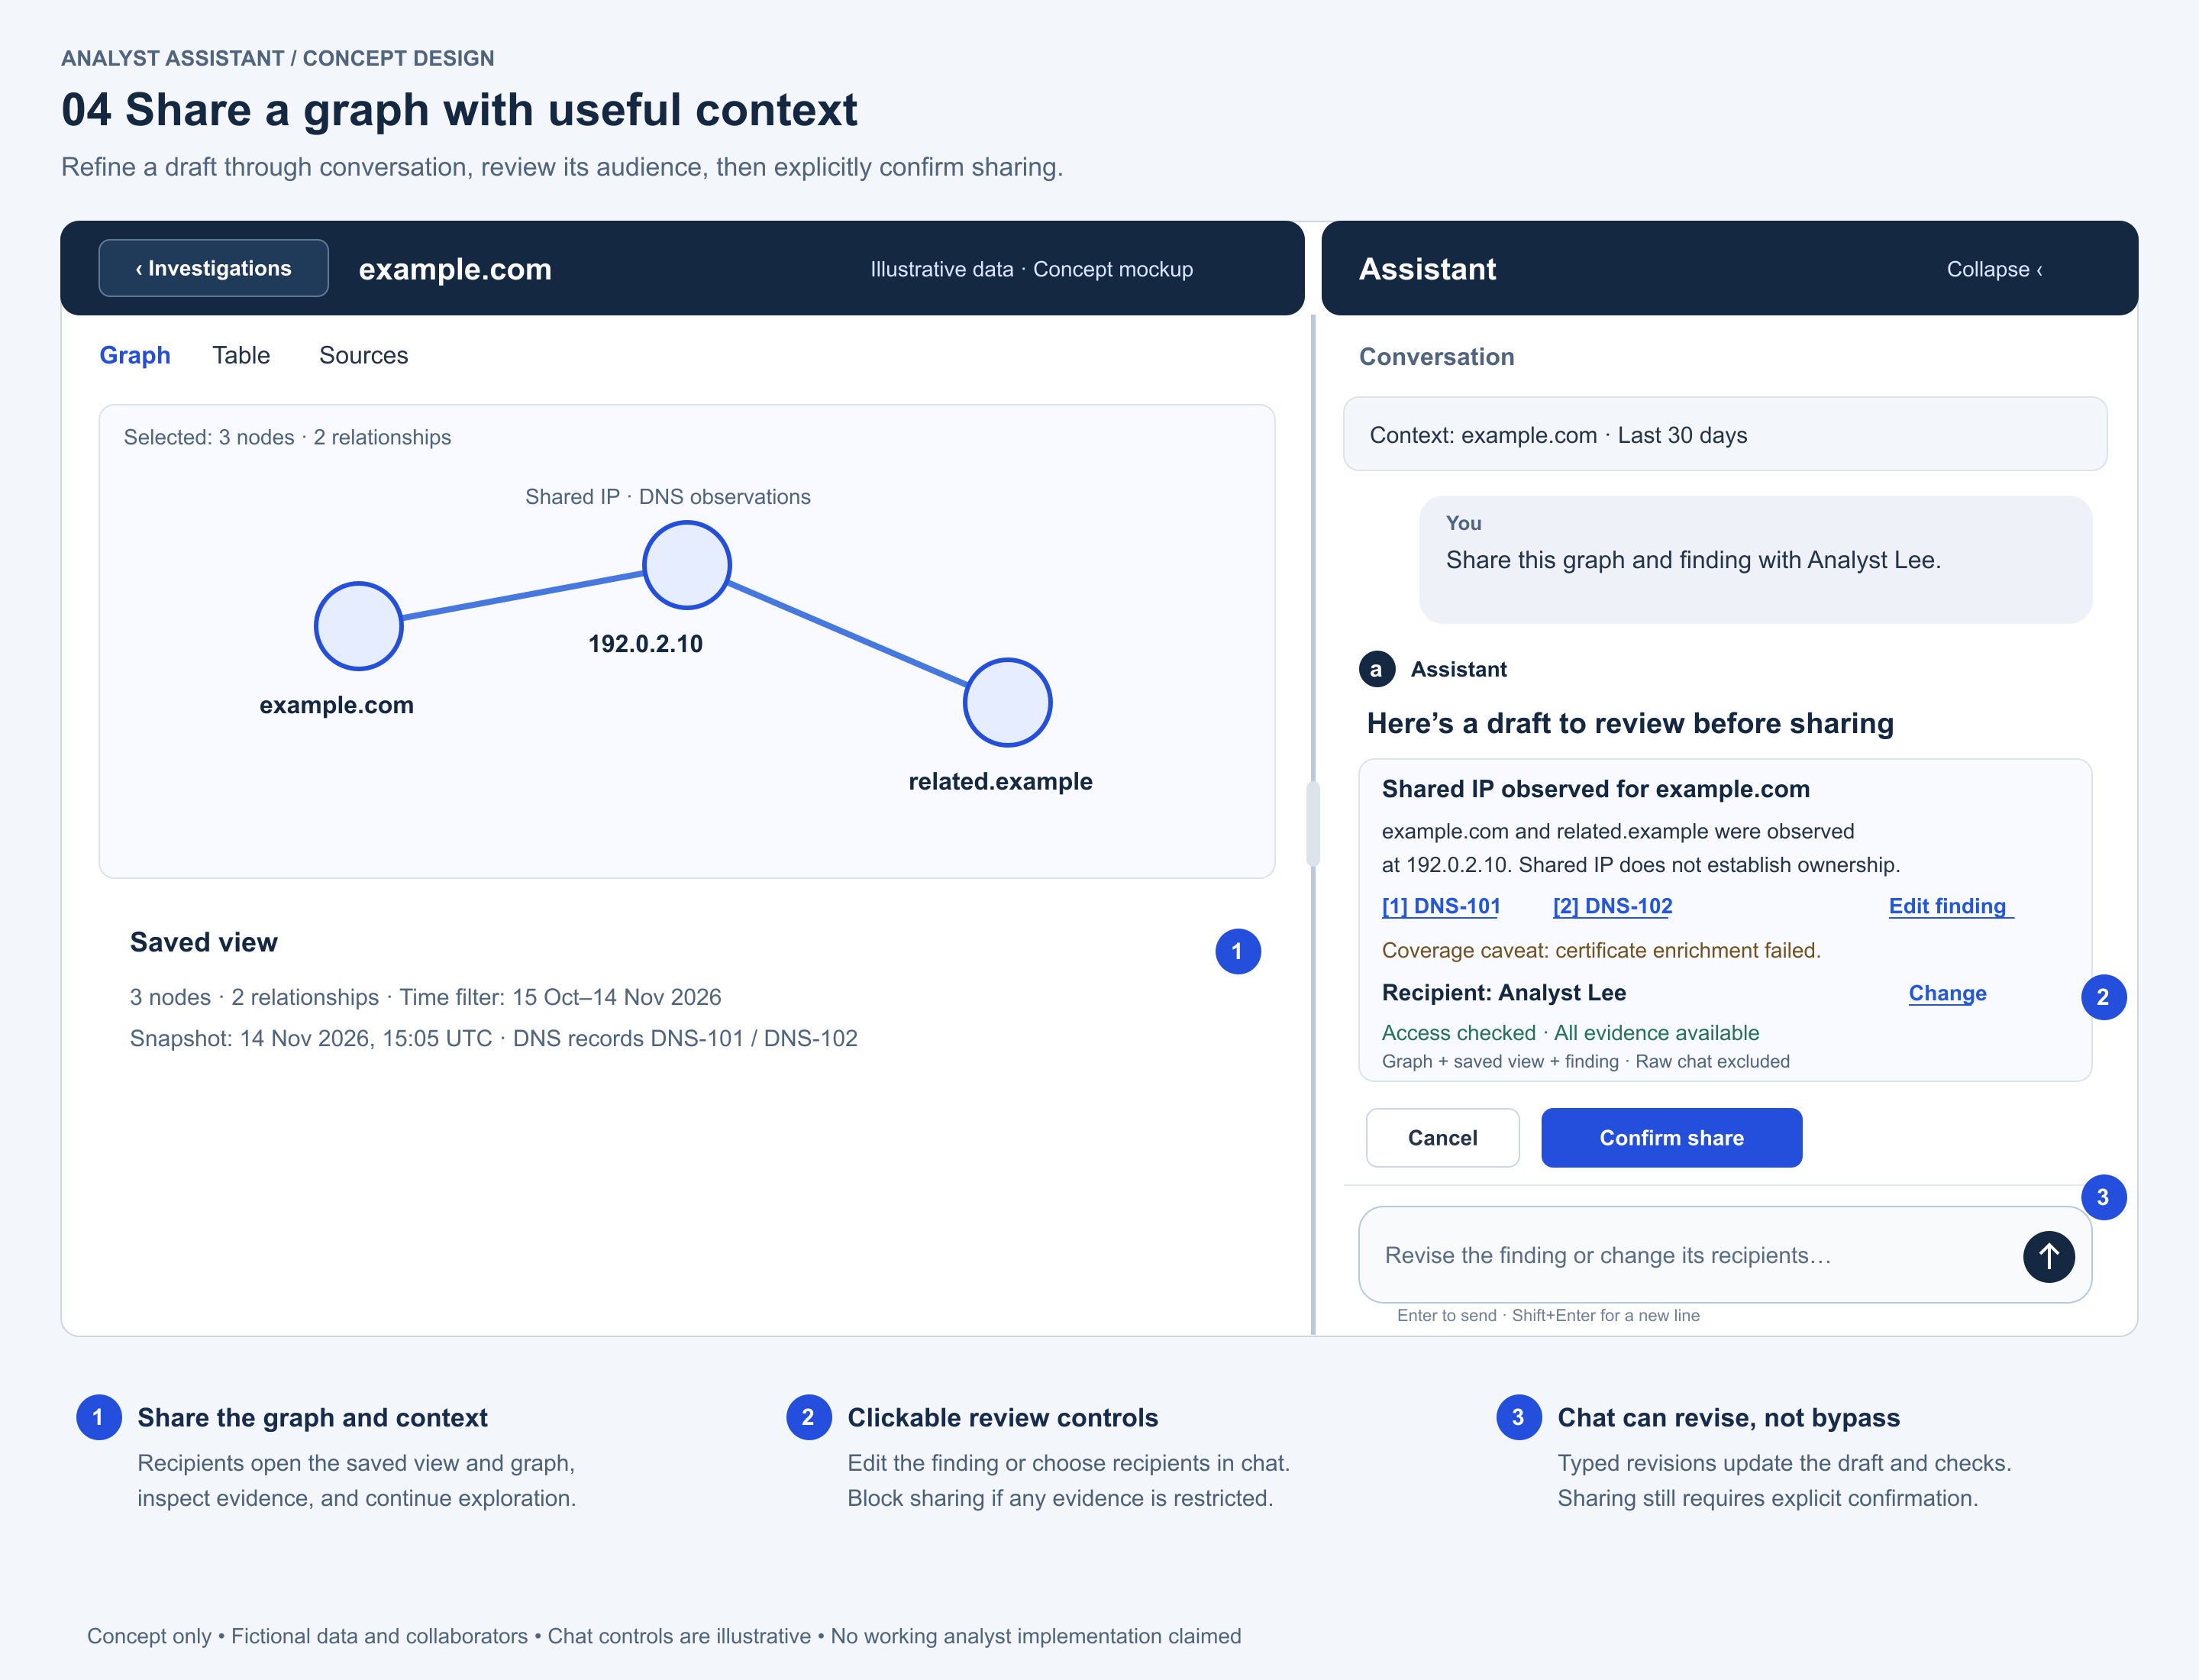 ANALYST ASSISTANT / CONCEPT DESIGN
04 Share a graph with useful context
Refine a draft through conversation, review its audience, then explicitly confirm sharing.
‹ Investigations
example.com
Illustrative data · Concept mockup
Graph
Table
Sources
Selected: 3 nodes · 2 relationships
Shared IP · DNS observations
192.0.2.10
example.com
related.example
Saved view
1
3 nodes · 2 relationships · Time filter: 15 Oct–14 Nov 2026
Snapshot: 14 Nov 2026, 15:05 UTC · DNS records DNS-101 / DNS-102
Assistant
Collapse ‹
Conversation
Context: example.com · Last 30 days
You
Share this graph and finding with Analyst Lee.
a
Assistant
Here’s a draft to review before sharing
Shared IP observed for example.com
example.com and related.example were observed
at 192.0.2.10. Shared IP does not establish ownership.
[1] DNS-101
[2] DNS-102
Edit finding
Coverage caveat: certificate enrichment failed.
Recipient: Analyst Lee
Change
2
Access checked · All evidence available
Graph + saved view + finding · Raw chat excluded
Cancel
Confirm share
3
Revise the finding or change its recipients…
Enter to send · Shift+Enter for a new line
1
Share the graph and context
Recipients open the saved view and graph,
inspect evidence, and continue exploration.
2
Clickable review controls
Edit the finding or choose recipients in chat.
Block sharing if any evidence is restricted.
3
Chat can revise, not bypass
Typed revisions update the draft and checks.
Sharing still requires explicit confirmation.
Concept only • Fictional data and collaborators • Chat controls are illustrative • No working analyst implementation claimed